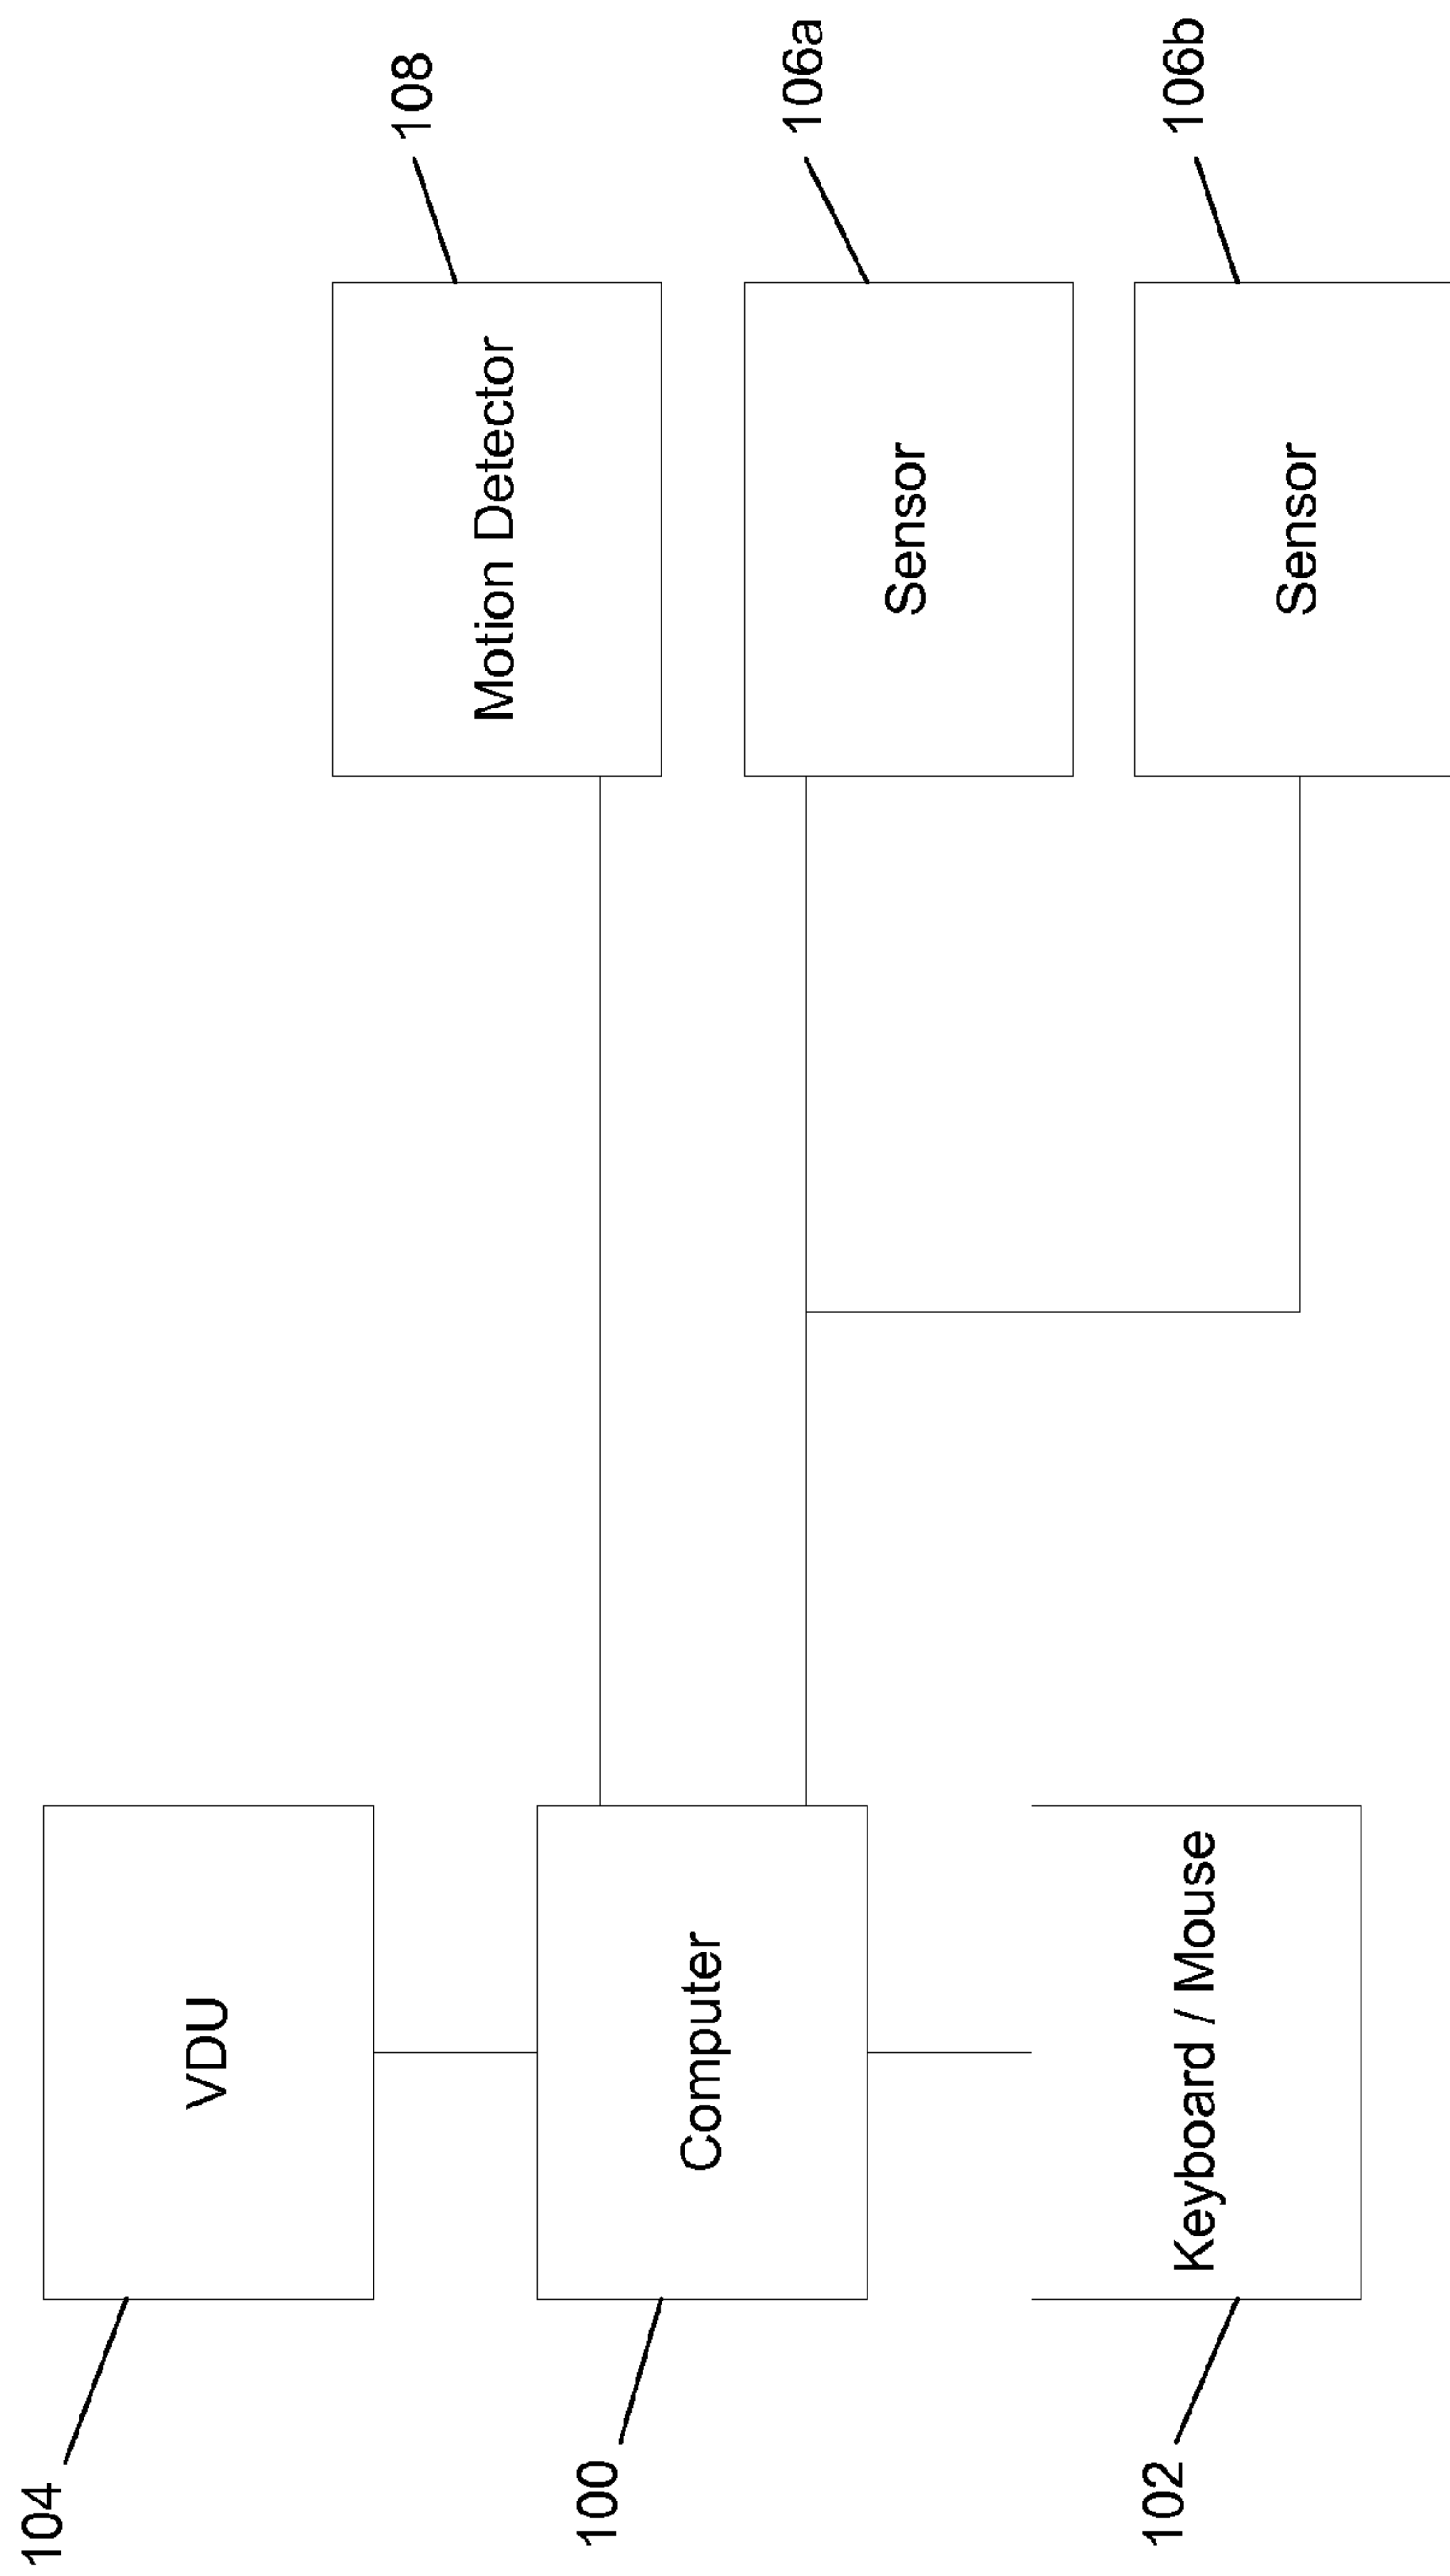 104
VDU
108
Motion Detector
100
Computer
106a
Sensor
102
Keyboard / Mouse
106b
Sensor